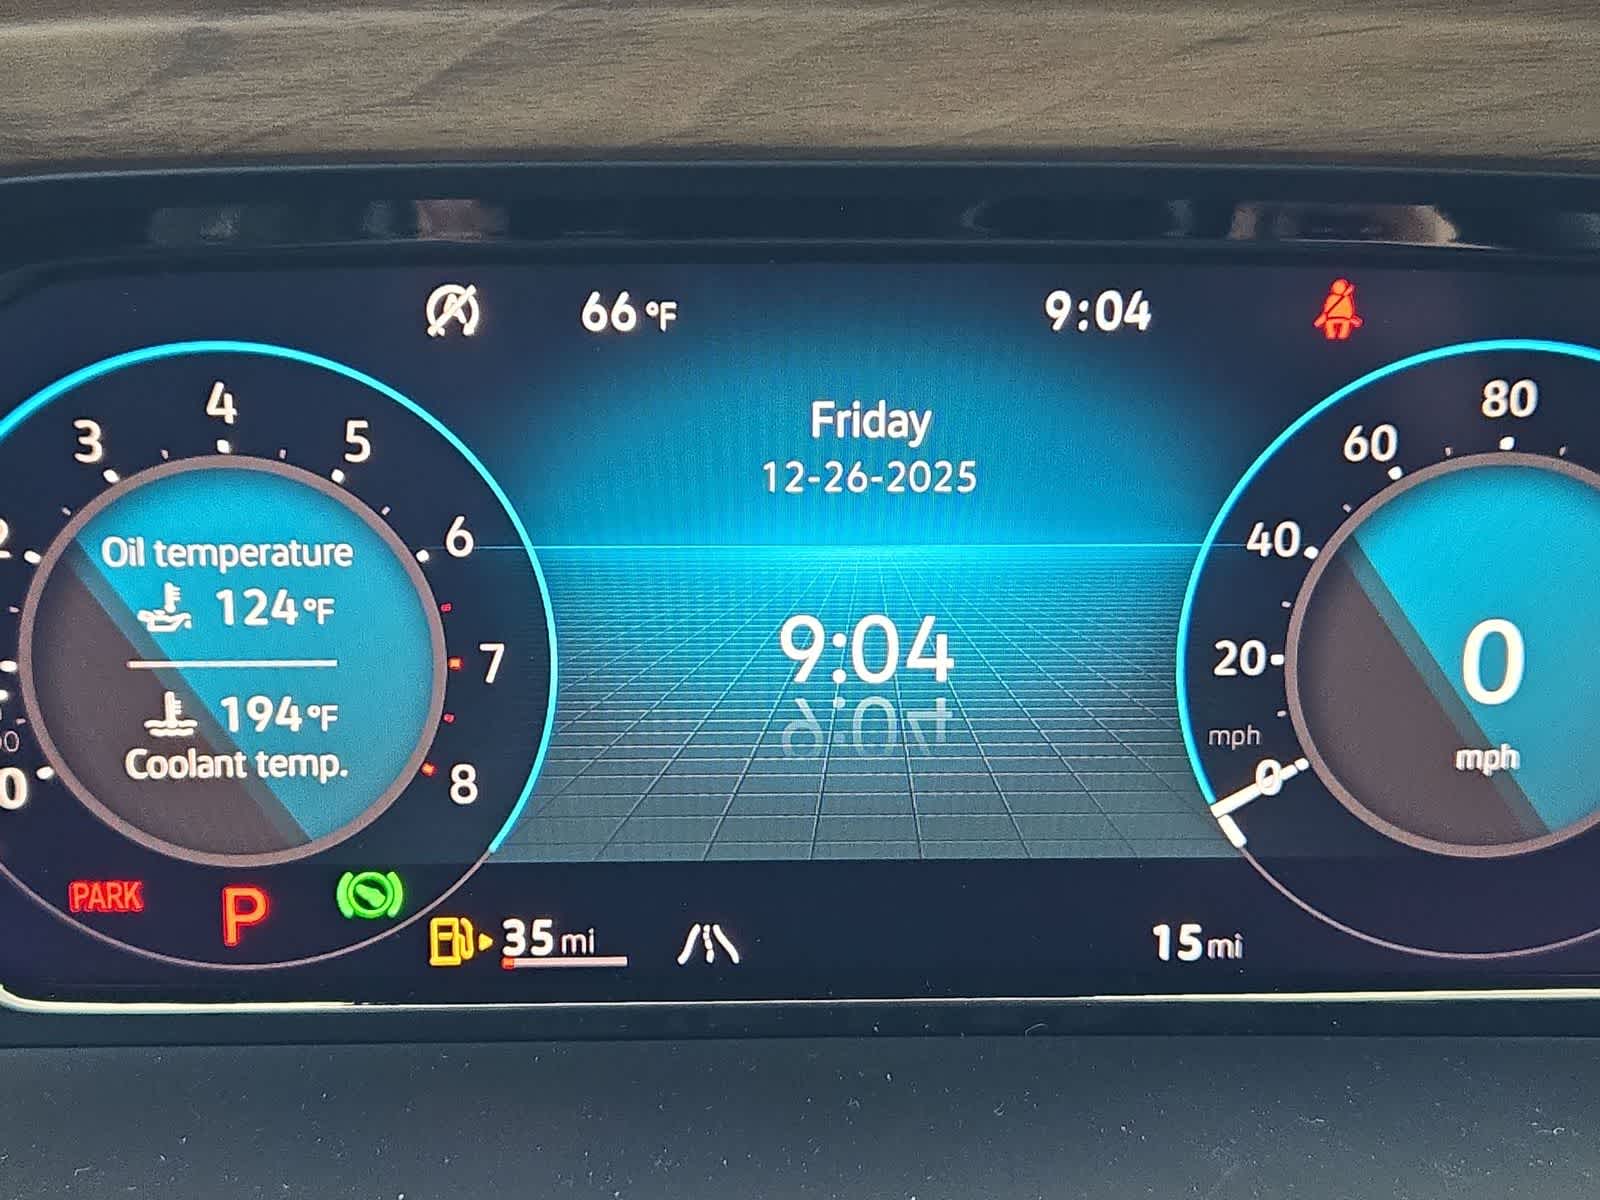 66 °F
9:04
Friday
12-26-2025
9:04
3
4
5
6
7
8
2
0
Oil temperature
124°F
194°F
Coolant temp.
80
60
40
20
0
mph
0
mph
PARK
P
35 mi
15 mi